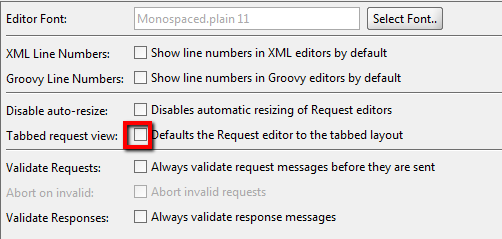 Editor Font: Monospaced.plain 11 Select Font..
XML Line Numbers: Show line numbers in XML editors by default
Groovy Line Numbers: Show line numbers in Groovy editors by default
Disable auto-resize: Disables automatic resizing of Request editors
Tabbed request view: Defaults the Request editor to the tabbed layout
Validate Requests: Always validate request messages before they are sent
Abort on invalid: Abort invalid requests
Validate Responses: Always validate response messages